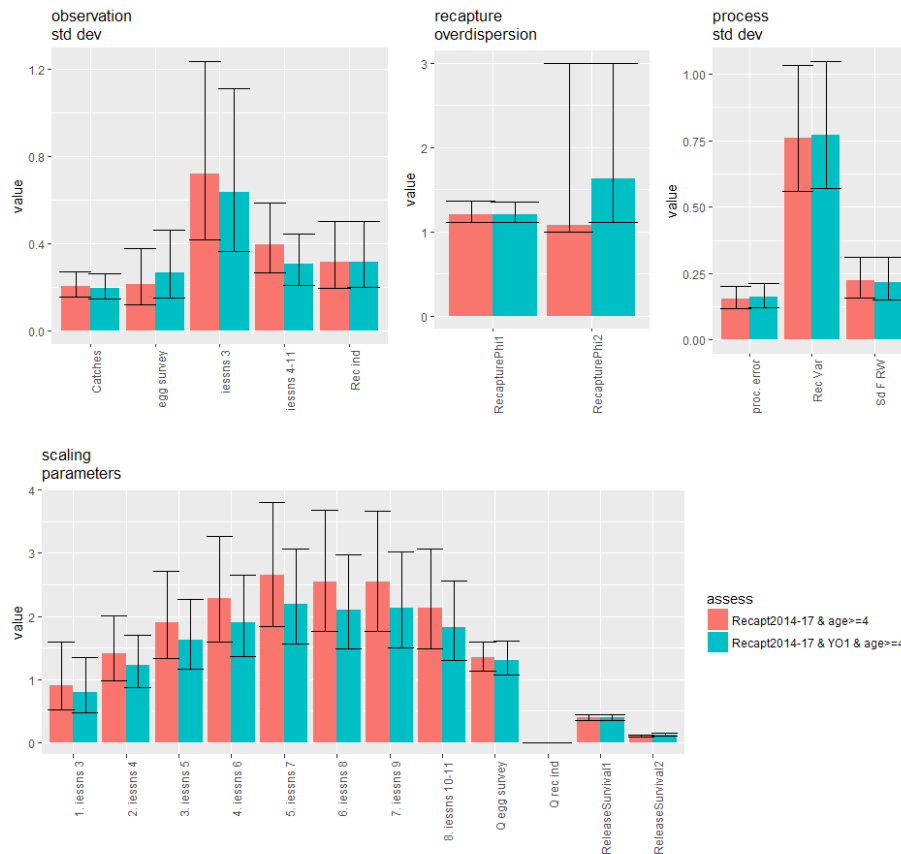 observation
std dev
recapture
overdispersion
process
std dev
value
1.2
0.8
0.4
0.0
Catches
egg survey
iessns 3
iessns 4-11
Rec ind
value
3
2
1
0
RecapturePhi1
RecapturePhi2
value
1.00
0.75
0.50
0.25
0.00
proc. error
Rec Var
Sd F RW
scaling
parameters
value
4
3
2
1
0
1. iessns 3
2. iessns 4
3. iessns 5
4. iessns 6
5. iessns 7
6. iessns 8
7. iessns 9
8. iessns 10-11
Q egg survey
Q rec ind
ReleaseSurvival1
ReleaseSurvival2
assess
Recapt2014-17 & age>=4
Recapt2014-17 & YO1 & age>=4